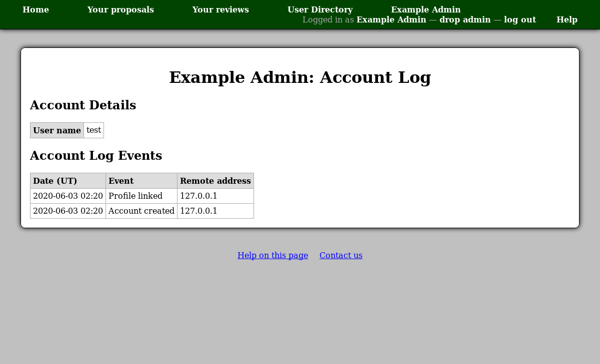 Home Your proposals Your reviews User Directory Example Admin
Logged in as Example Admin — drop admin — log out Help
Example Admin: Account Log
Account Details
User name test
Account Log Events
Date (UT) Event Remote address
2020-06-03 02:20 Profile linked 127.0.0.1
2020-06-03 02:20 Account created 127.0.0.1
Help on this page Contact us